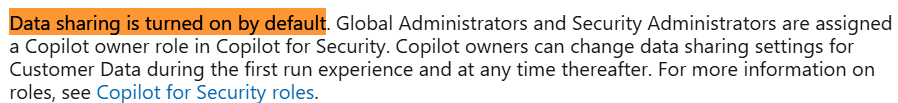 Data sharing is turned on by default. Global Administrators and Security Administrators are assigned
a Copilot owner role in Copilot for Security. Copilot owners can change data sharing settings for
Customer Data during the first run experience and at any time thereafter. For more information on
roles, see Copilot for Security roles.